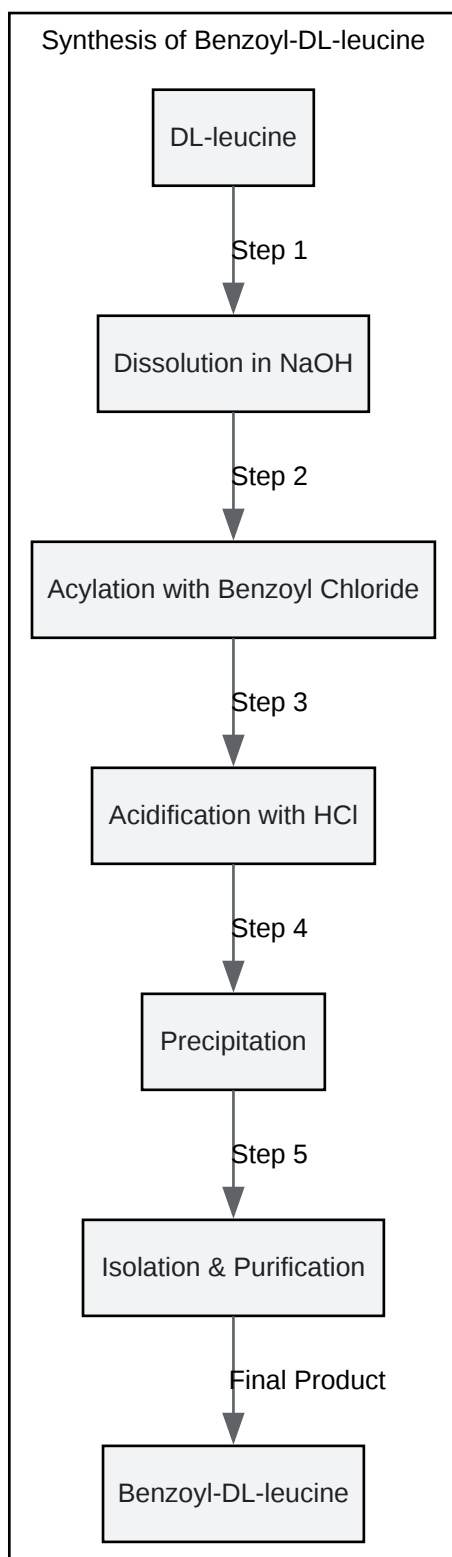 Synthesis of Benzoyl-DL-leucine
DL-leucine
Step 1
Dissolution in NaOH
Step 2
Acylation with Benzoyl Chloride
Step 3
Acidification with HCl
Step 4
Precipitation
Step 5
Isolation & Purification
Final Product
Benzoyl-DL-leucine